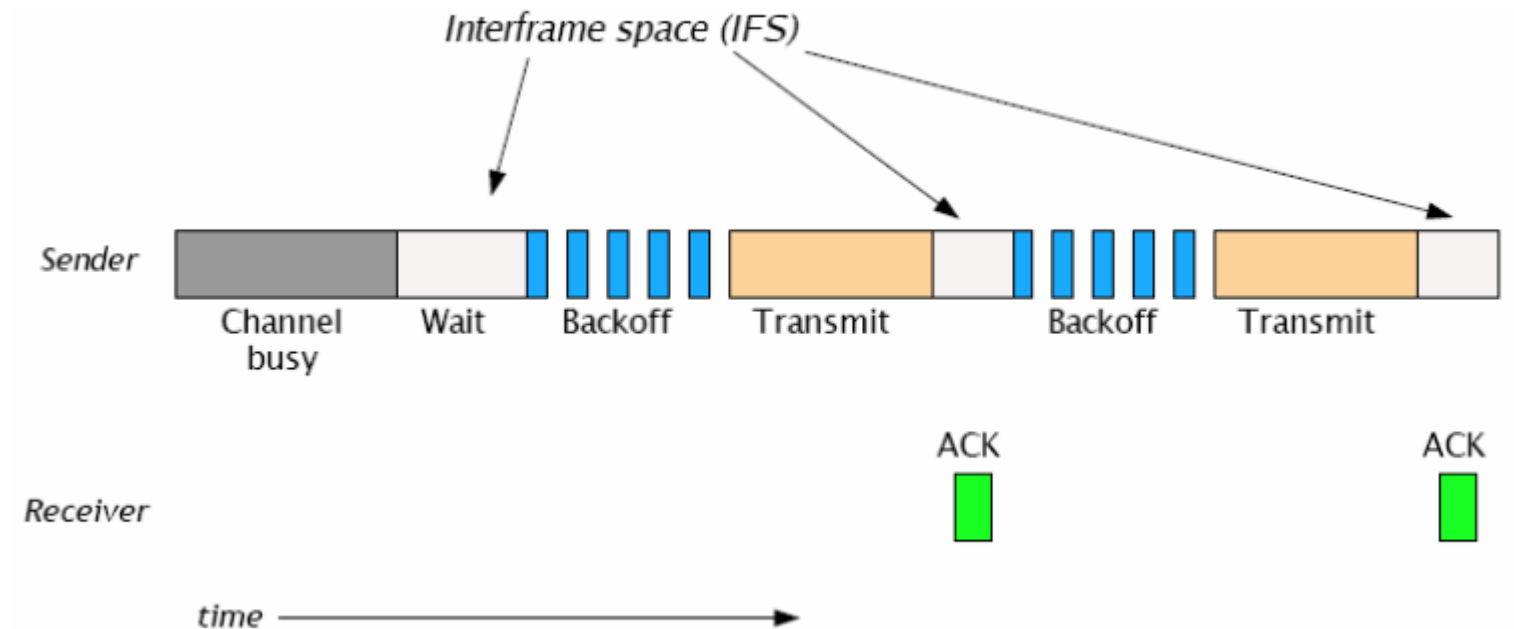 Interframe space (IFS)
Sender
Channel
busy
Wait
Backoff
Transmit
Backoff
Transmit
ACK
ACK
Receiver
time